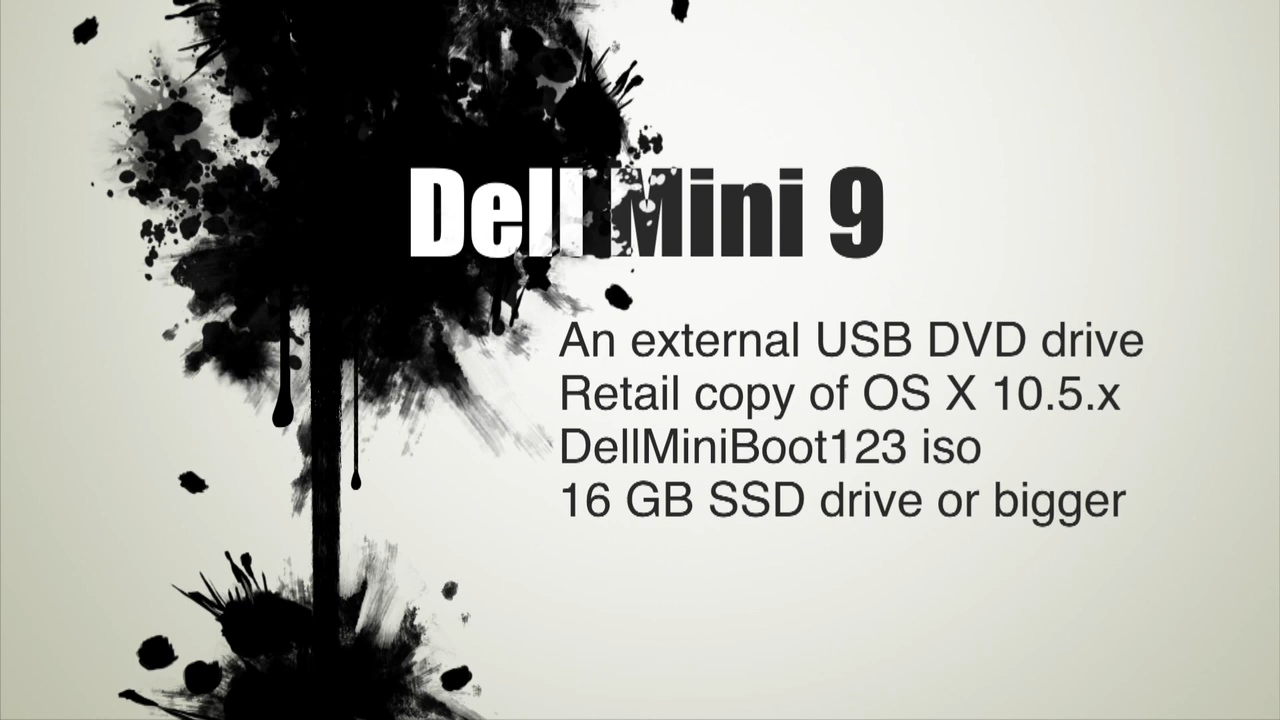 Dell Mini 9
An external USB DVD drive
Retail copy of OS X 10.5.x
DellMiniBoot123 iso
16 GB SSD drive or bigger